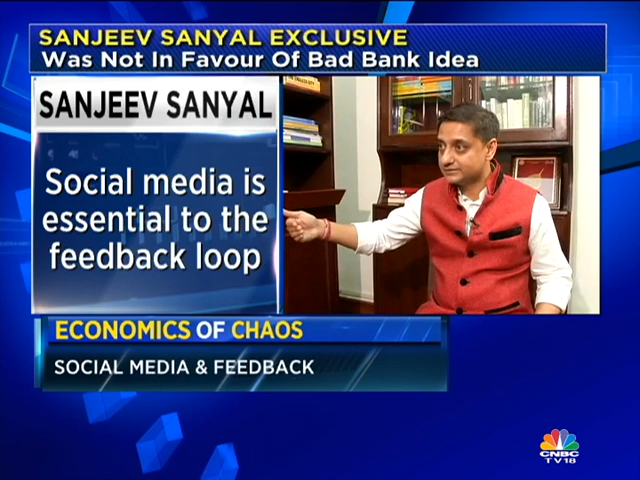 SANJEEV SANYAL EXCLUSIVE
Was Not In Favour Of Bad Bank Idea
SANJEEV SANYAL
Social media is
essential to the
feedback loop
ECONOMICS OF CHAOS
SOCIAL MEDIA & FEEDBACK
CNBC
TV18